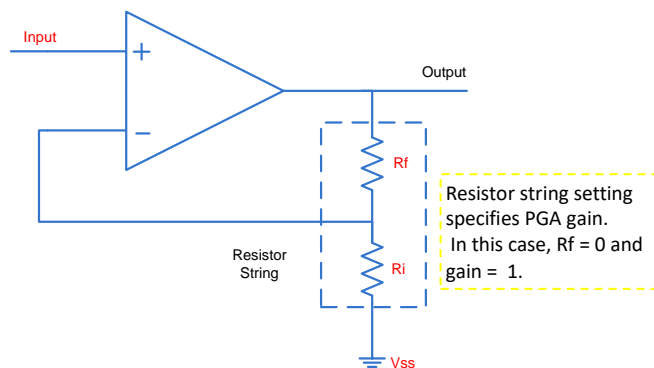 Input
+
−
Output
Rf
Resistor string setting
specifies PGA gain.
In this case, Rf = 0 and
gain = 1.
Resistor
String
Ri
Vss